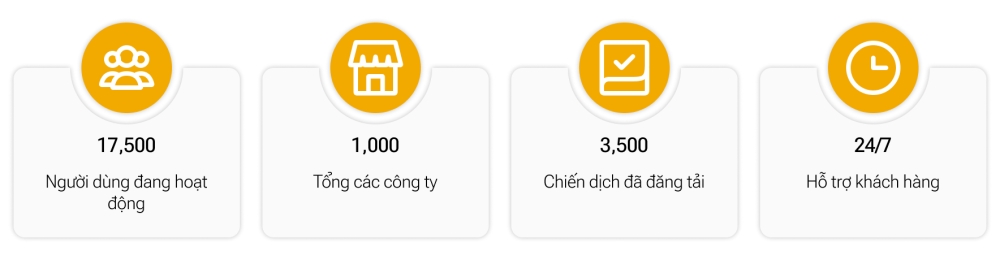 17,500
Người dùng đang hoạt
động
1,000
Tổng các công ty
3,500
Chiến dịch đã đăng tải
24/7
Hỗ trợ khách hàng